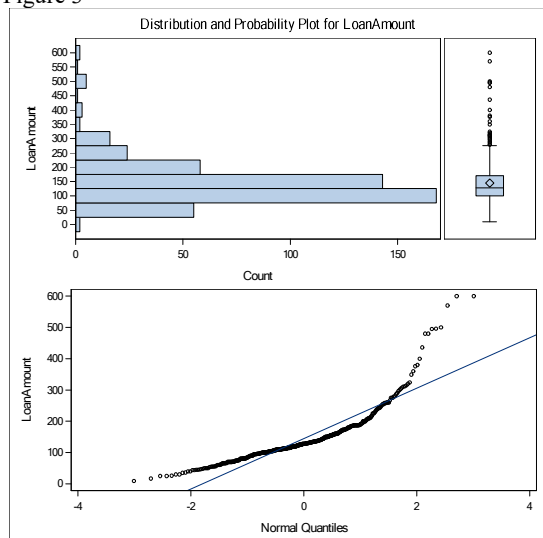 Figure 3
Distribution and Probability Plot for LoanAmount
600
550
500
450
400
350
300
250
200
150
100
50
0
LoanAmount
0 50 100 150
Count
600
500
400
300
200
100
0
LoanAmount
-4 -2 0 2 4
Normal Quantiles